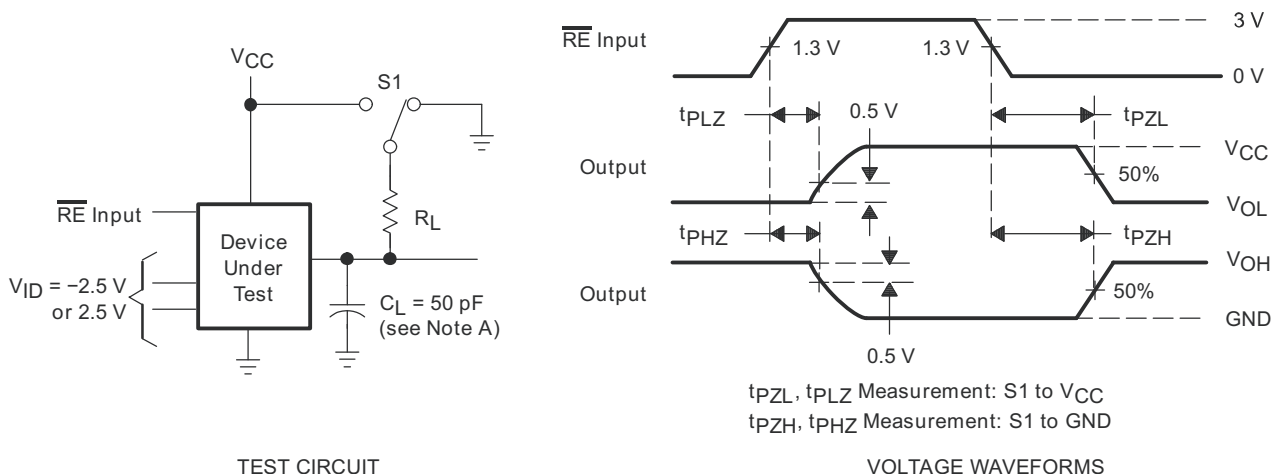 VCC
S1
RE Input
VID = −2.5 V
or 2.5 V
Device
Under
Test
RL
CL = 50 pF
(see Note A)
TEST CIRCUIT
RE Input
1.3 V
1.3 V
3 V
0 V
tPLZ
0.5 V
tPZL
Output
VCC
50%
VOL
tPHZ
tPZH
Output
VOH
50%
GND
0.5 V
tPZL, tPLZ Measurement: S1 to VCC
tPZH, tPHZ Measurement: S1 to GND
VOLTAGE WAVEFORMS